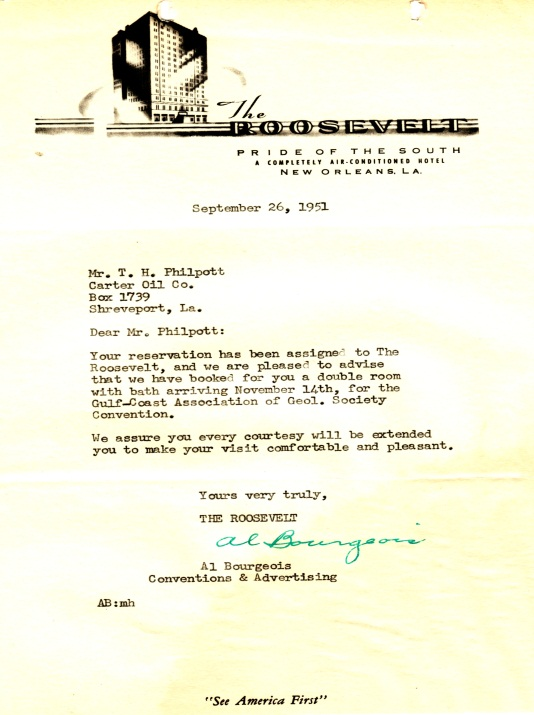 The
ROOSEVELT
PRIDE OF THE SOUTH
A COMPLETELY AIR-CONDITIONED HOTEL
NEW ORLEANS, LA.
September 26, 1951
Mr. T. H. Philpott
Carter Oil Co.
Box 1739
Shreveport, La.
Dear Mr. Philpott:
Your reservation has been assigned to The
Roosevelt, and we are pleased to advise
that we have booked for you a double room
with bath arriving November 14th, for the
Gulf-Coast Association of Geol. Society
Convention.
We assure you every courtesy will be extended
you to make your visit comfortable and pleasant.
Yours very truly,
THE ROOSEVELT
Al Bourgeois
Al Bourgeois
Conventions & Advertising
AB:mh
"See America First"